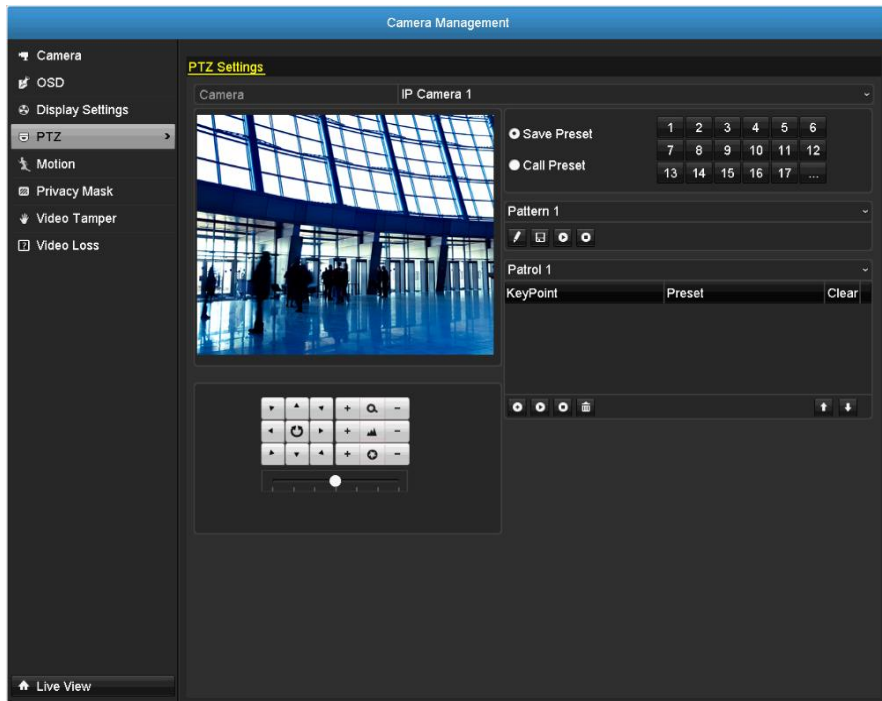 Camera Management
Camera
OSD
Display Settings
PTZ
Motion
Privacy Mask
Video Tamper
Video Loss
Live View
PTZ Settings
Camera IP Camera 1
Save Preset
Call Preset
1 2 3 4 5 6
7 8 9 10 11 12
13 14 15 16 17 ...
Pattern 1
Patrol 1
KeyPoint Preset Clear